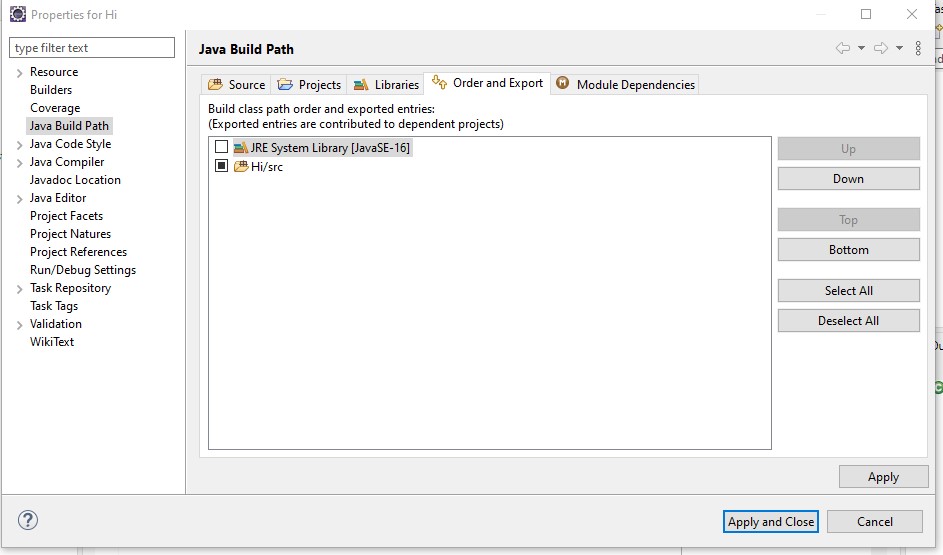 Properties for Hi
type filter text
Resource
Builders
Coverage
Java Build Path
Java Code Style
Java Compiler
Javadoc Location
Java Editor
Project Facets
Project Natures
Project References
Run/Debug Settings
Task Repository
Task Tags
Validation
WikiText
Java Build Path
Source Projects Libraries Order and Export Module Dependencies
Build class path order and exported entries:
(Exported entries are contributed to dependent projects)
JRE System Library [JavaSE-16]
Hi/src
Up
Down
Top
Bottom
Select All
Deselect All
Apply
Apply and Close Cancel